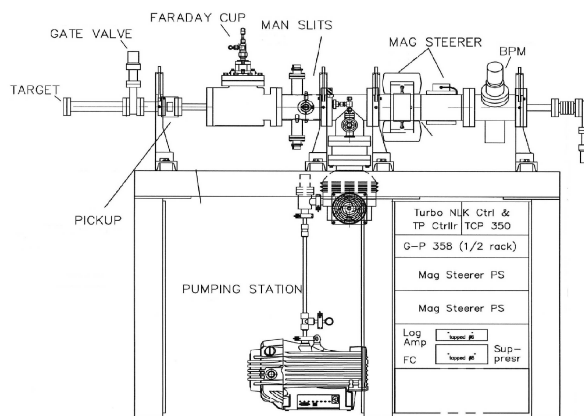 FARADAY CUP
MAN SLITS
GATE VALVE
MAG STEERER
BPM
TARGET
PICKUP
PUMPING STATION
Turbo NLK Ctrl &
TP Ctrllr TCP 350
G-P 358 (1/2 rack)
Mag Steerer PS
Mag Steerer PS
Log
Amp
FC
Sup-
presr